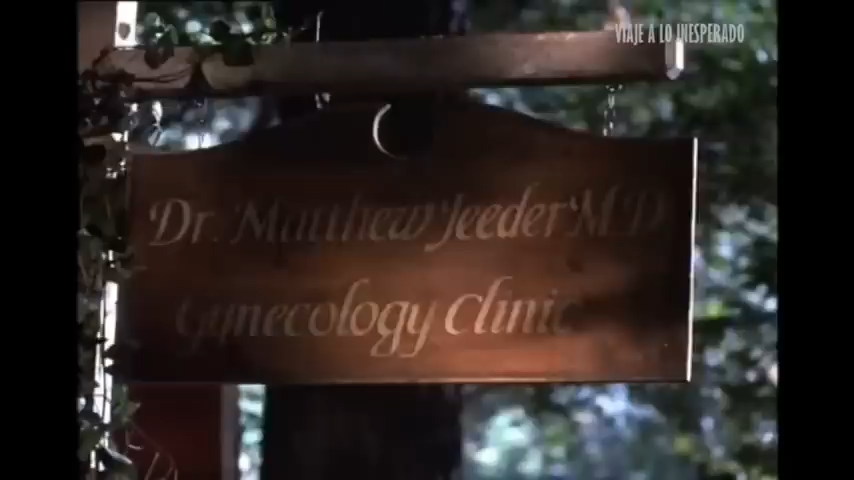 VIAJE A LO INESPERADO
Dr. Matthew Jeeder M.D.
Gynecology Clinic